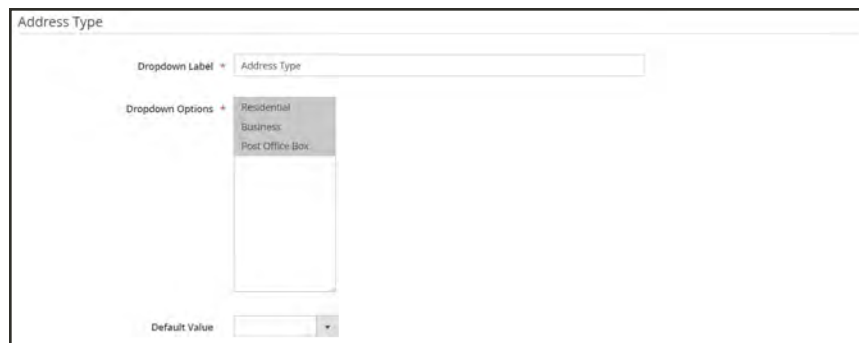 Address Type
Dropdown Label * Address Type
Dropdown Options * Residential
Business
Post Office Box
Default Value